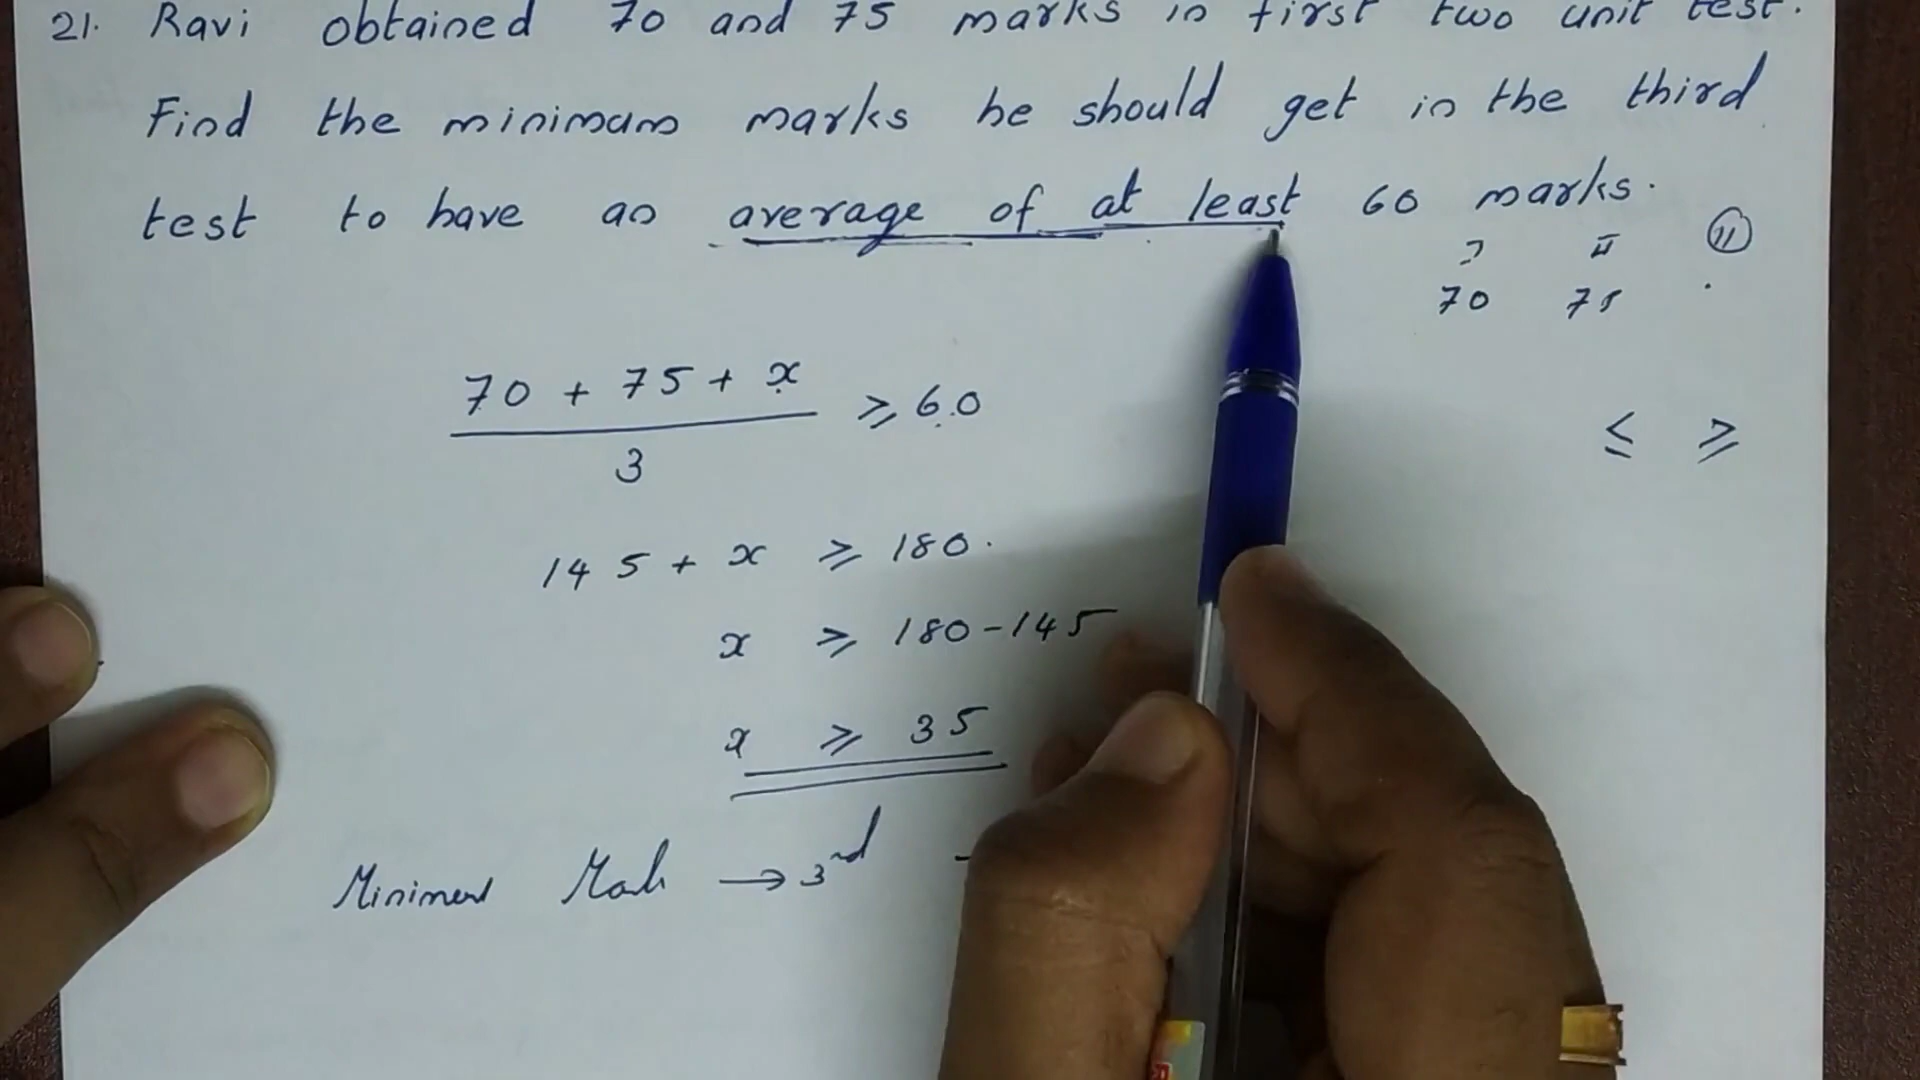 21. Ravi obtained 70 and 75 marks in first two unit test.
Find the minimum marks he should get in the third
test to have an average of at least 60 marks.
I II 11
70 75 .
70 + 75 + x
3
≥ 60
≤ ≥
145 + x ≥ 180.
x ≥ 180-145
x ≥ 35
Minimum Mark → 3rd -